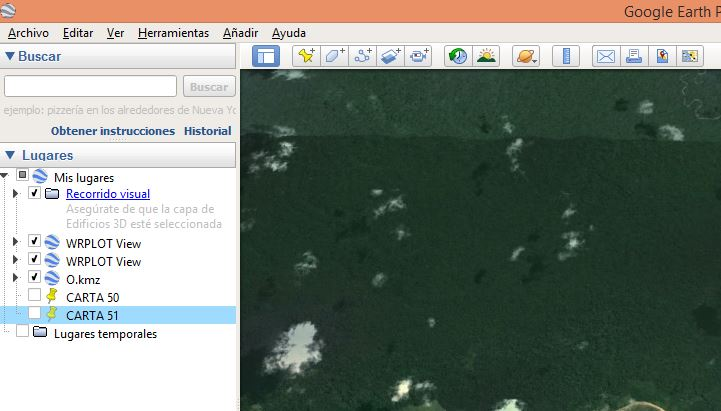 Google Earth P
Archivo Editar Ver Herramientas Añadir Ayuda
Buscar
Buscar
ejemplo: pizzería en los alrededores de Nueva Yo
Obtener instrucciones Historial
Lugares
Mis lugares
Recorrido visual
Asegúrate de que la capa de
Edificios 3D esté seleccionada
WRPLOT View
WRPLOT View
O.kmz
CARTA 50
CARTA 51
Lugares temporales